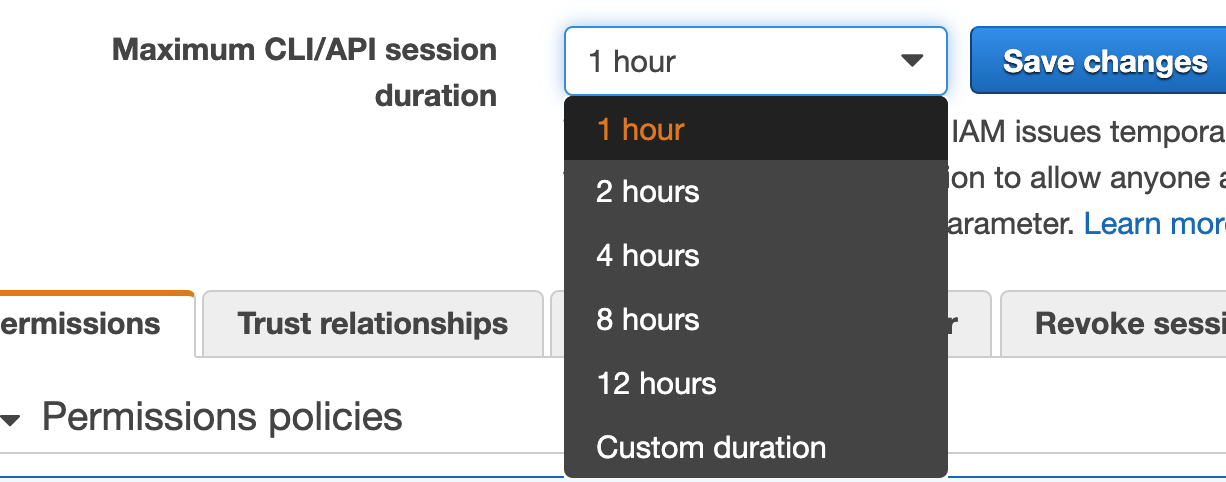 Maximum CLI/API session
duration
1 hour
Save changes
1 hour
2 hours
4 hours
8 hours
12 hours
Custom duration
IAM issues tempora
ion to allow anyone a
arameter. Learn mor
ermissions
Trust relationships
r
Revoke sessi
Permissions policies